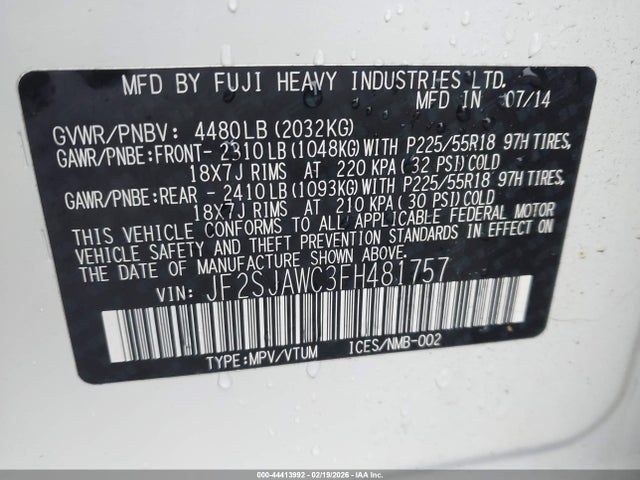 MFD BY FUJI HEAVY INDUSTRIES LTD.
MFD IN 07/14
GVWR/PNBV: 4480LB(2032KG)
GAWR/PNBE:FRONT- 2310LB(1048KG)WITH P225/55R18 97H TIRES,
18X7J RIMS AT 220 KPA(32 PSI)COLD
GAWR/PNBE:REAR - 2410LB(1093KG)WITH P225/55R18 97H TIRES,
18X7J RIMS AT 210 KPA(30 PSI)COLD
THIS VEHICLE CONFORMS TO ALL APPLICABLE FEDERAL MOTOR
VEHICLE SAFETY AND THEFT PREVENTION STANDARDS IN EFFECT ON
THE DATE OF MANUFACTURE SHOWN ABOVE.
VIN: JF2SJAWC3FH481757
TYPE:MPV/VTUM ICES/NMB-002
000-44413992 - 02/19/2026 - IAA Inc.